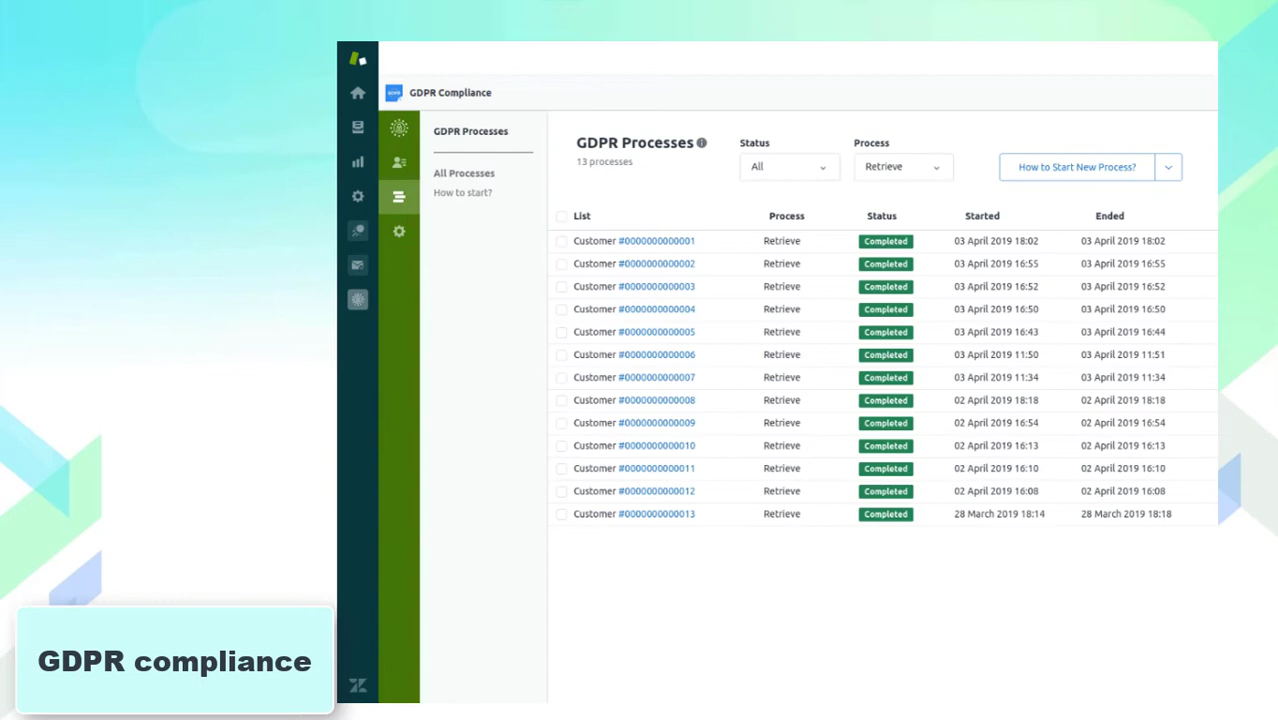 GDPR Compliance
GDPR Processes
All Processes
How to start?
GDPR Processes
13 processes
Status
All
Process
Retrieve
How to Start New Process?
List Process Status Started Ended
Customer #0000000000001 Retrieve Completed 03 April 2019 18:02 03 April 2019 18:02
Customer #0000000000002 Retrieve Completed 03 April 2019 16:55 03 April 2019 16:55
Customer #0000000000003 Retrieve Completed 03 April 2019 16:52 03 April 2019 16:52
Customer #0000000000004 Retrieve Completed 03 April 2019 16:50 03 April 2019 16:50
Customer #0000000000005 Retrieve Completed 03 April 2019 16:43 03 April 2019 16:44
Customer #0000000000006 Retrieve Completed 03 April 2019 11:50 03 April 2019 11:51
Customer #0000000000007 Retrieve Completed 03 April 2019 11:34 03 April 2019 11:34
Customer #0000000000008 Retrieve Completed 02 April 2019 18:18 02 April 2019 18:18
Customer #0000000000009 Retrieve Completed 02 April 2019 16:54 02 April 2019 16:54
Customer #0000000000010 Retrieve Completed 02 April 2019 16:13 02 April 2019 16:13
Customer #0000000000011 Retrieve Completed 02 April 2019 16:10 02 April 2019 16:10
Customer #0000000000012 Retrieve Completed 02 April 2019 16:08 02 April 2019 16:08
Customer #0000000000013 Retrieve Completed 28 March 2019 18:14 28 March 2019 18:18
GDPR compliance